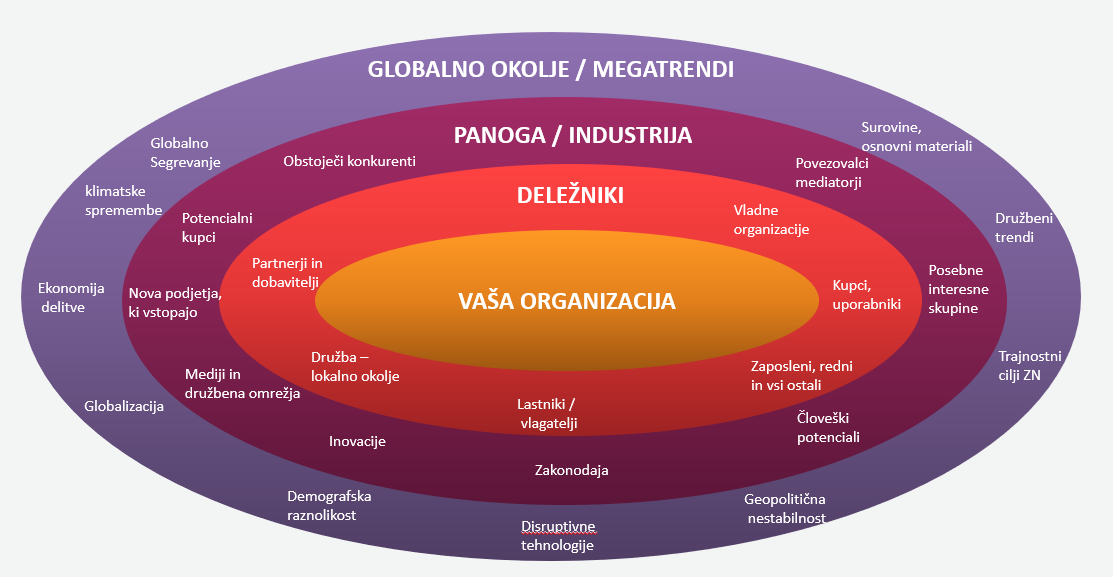 GLOBALNO OKOLJE / MEGATRENDI
PANOGA / INDUSTRIJA
DELEŽNIKI
VAŠA ORGANIZACIJA
Globalno
Segrevanje
klimatske
spremembe
Ekonomija
delitve
Globalizacija
Demografska
raznolikost
Disruptivne
tehnologije
Geopolitična
nestabilnost
Trajnostni
cilji ZN
Družbeni
trendi
Surovine,
osnovni materiali
Obstoječi konkurenti
Potencialni
kupci
Nova podjetja,
ki vstopajo
Mediji in
družbena omrežja
Inovacije
Zakonodaja
Človeški
potenciali
Posebne
interesne
skupine
Povezovalci
mediatorji
Vladne
organizacije
Partnerji in
dobavitelji
Družba –
lokalno okolje
Lastniki /
vlagatelji
Zaposleni, redni
in vsi ostali
Kupci,
uporabniki